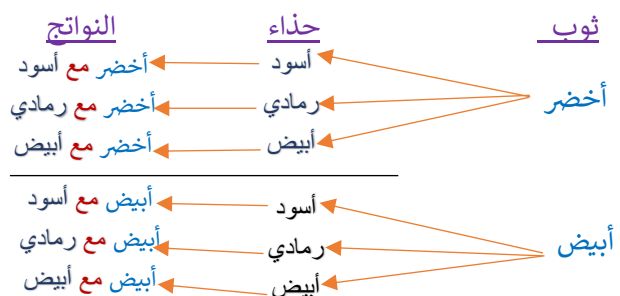 ثوب حذاء النواتج
أسود أخضر مع أسود
أخضر رمادي أخضر مع رمادي
أبيض أخضر مع أبيض
أسود أبيض مع أسود
أبيض رمادي أبيض مع رمادي
أبيض أبيض مع أبيض